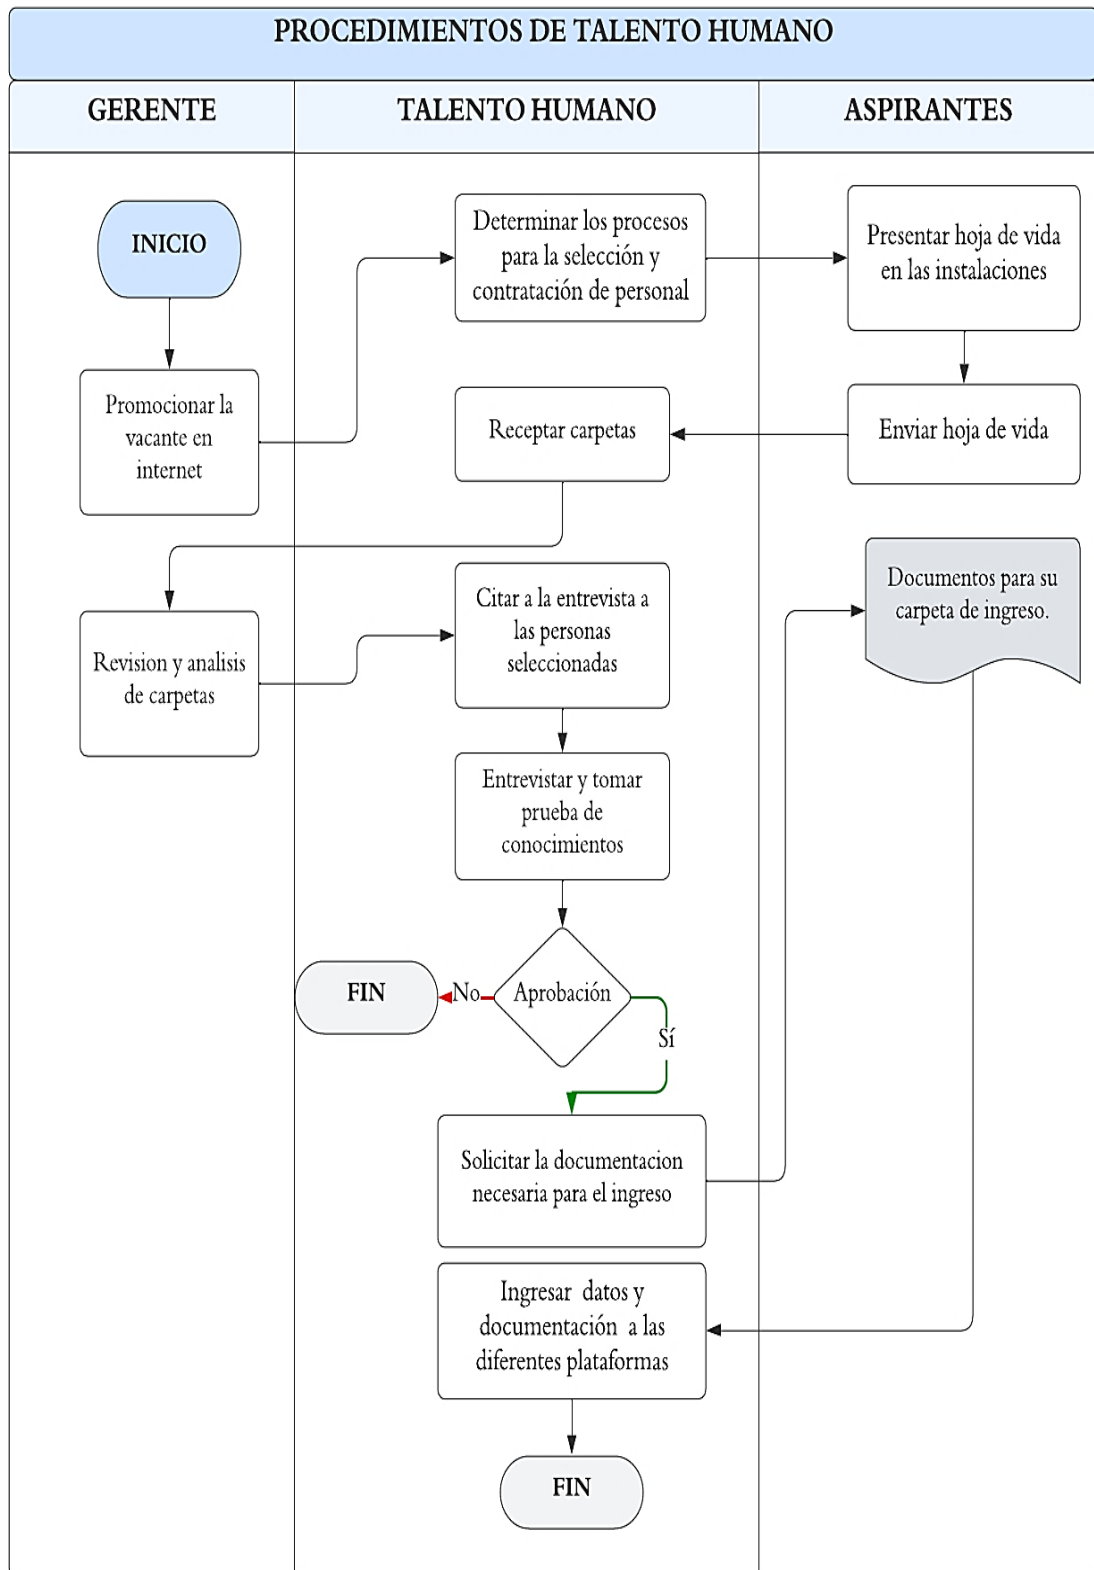 PROCEDIMIENTOS DE TALENTO HUMANO
GERENTE
TALENTO HUMANO
ASPIRANTES
INICIO
Determinar los procesos
para la selección y
contratación de personal
Presentar hoja de vida
en las instalaciones
Promocionar la
vacante en
internet
Receptar carpetas
Enviar hoja de vida
Revision y analisis
de carpetas
Citar a la entrevista a
las personas
seleccionadas
Documentos para su
carpeta de ingreso.
Entrevistar y tomar
prueba de
conocimientos
FIN
No
Aprobación
Sí
Solicitar la documentacion
necesaria para el ingreso
Ingresar datos y
documentación a las
diferentes plataformas
FIN